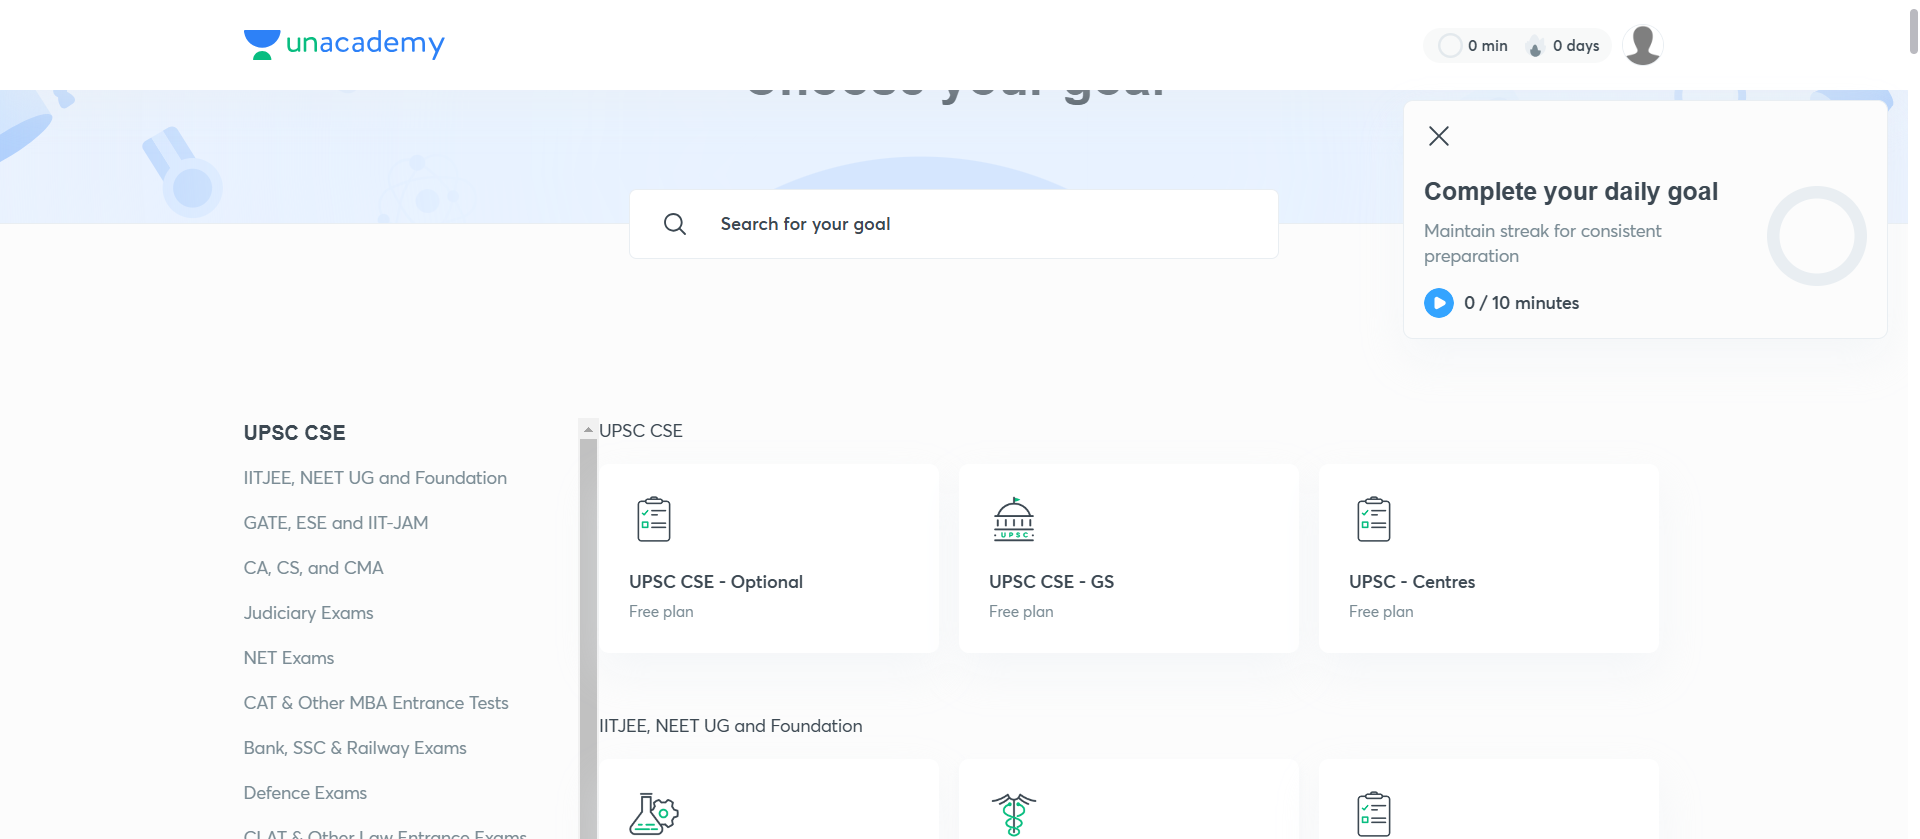 unacademy
0 min
0 days
Choose your goal
Search for your goal
Complete your daily goal
Maintain streak for consistent
preparation
0 / 10 minutes
UPSC CSE
IITJEE, NEET UG and Foundation
GATE, ESE and IIT-JAM
CA, CS, and CMA
Judiciary Exams
NET Exams
CAT & Other MBA Entrance Tests
Bank, SSC & Railway Exams
Defence Exams
CLAT & Other Law Entrance Exams
UPSC CSE
UPSC CSE - Optional
Free plan
UPSC
UPSC CSE - GS
Free plan
UPSC - Centres
Free plan
IITJEE, NEET UG and Foundation